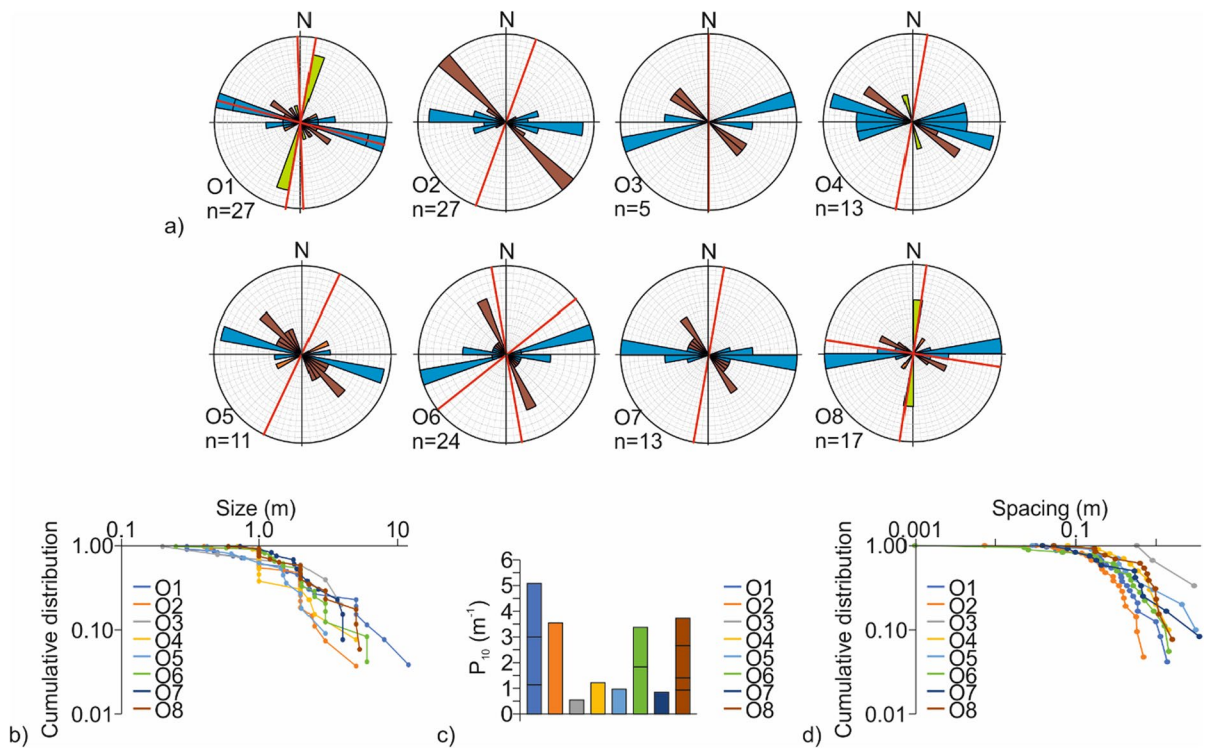 N N N N
O1 O2 O3 O4
n=27 n=27 n=5 n=13
a)
N N N N
O5 O6 O7 O8
n=11 n=24 n=13 n=17
Size (m)
0.1 1.0 10
1.00
0.10
0.01
Cumulative distribution
O1
O2
O3
O4
O5
O6
O7
O8
b)
6
5
4
3
2
1
0
P10 (m-1)
O1
O2
O3
O4
O5
O6
O7
O8
c)
Spacing (m)
0.001 0.1
1.00
0.10
0.01
Cumulative distribution
O1
O2
O3
O4
O5
O6
O7
O8
d)